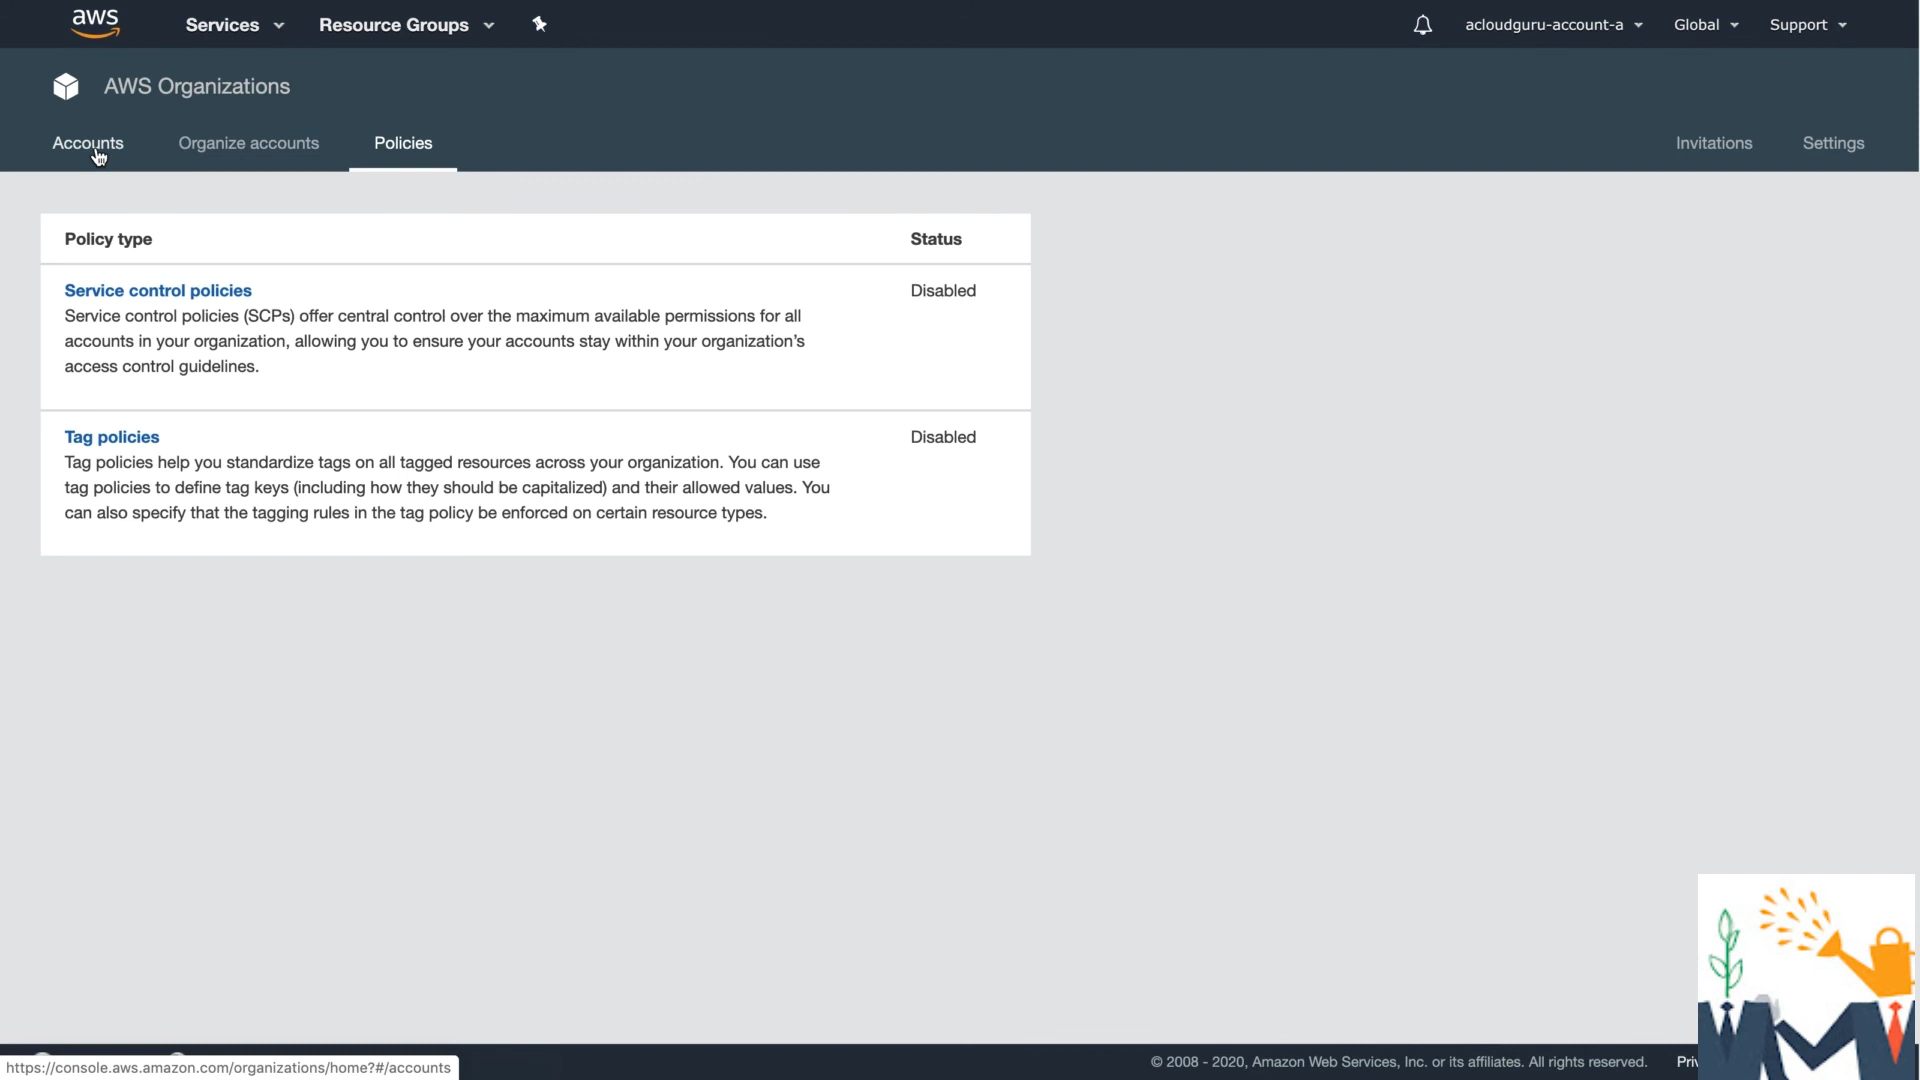 aws Services Resource Groups acloudguru-account-a Global Support
AWS Organizations
Accounts Organize accounts Policies Invitations Settings
Policy type Status
Service control policies Disabled
Service control policies (SCPs) offer central control over the maximum available permissions for all
accounts in your organization, allowing you to ensure your accounts stay within your organization's
access control guidelines.
Tag policies Disabled
Tag policies help you standardize tags on all tagged resources across your organization. You can use
tag policies to define tag keys (including how they should be capitalized) and their allowed values. You
can also specify that the tagging rules in the tag policy be enforced on certain resource types.
© 2008 - 2020, Amazon Web Services, Inc. or its affiliates. All rights reserved.
https://console.aws.amazon.com/organizations/home?#/accounts